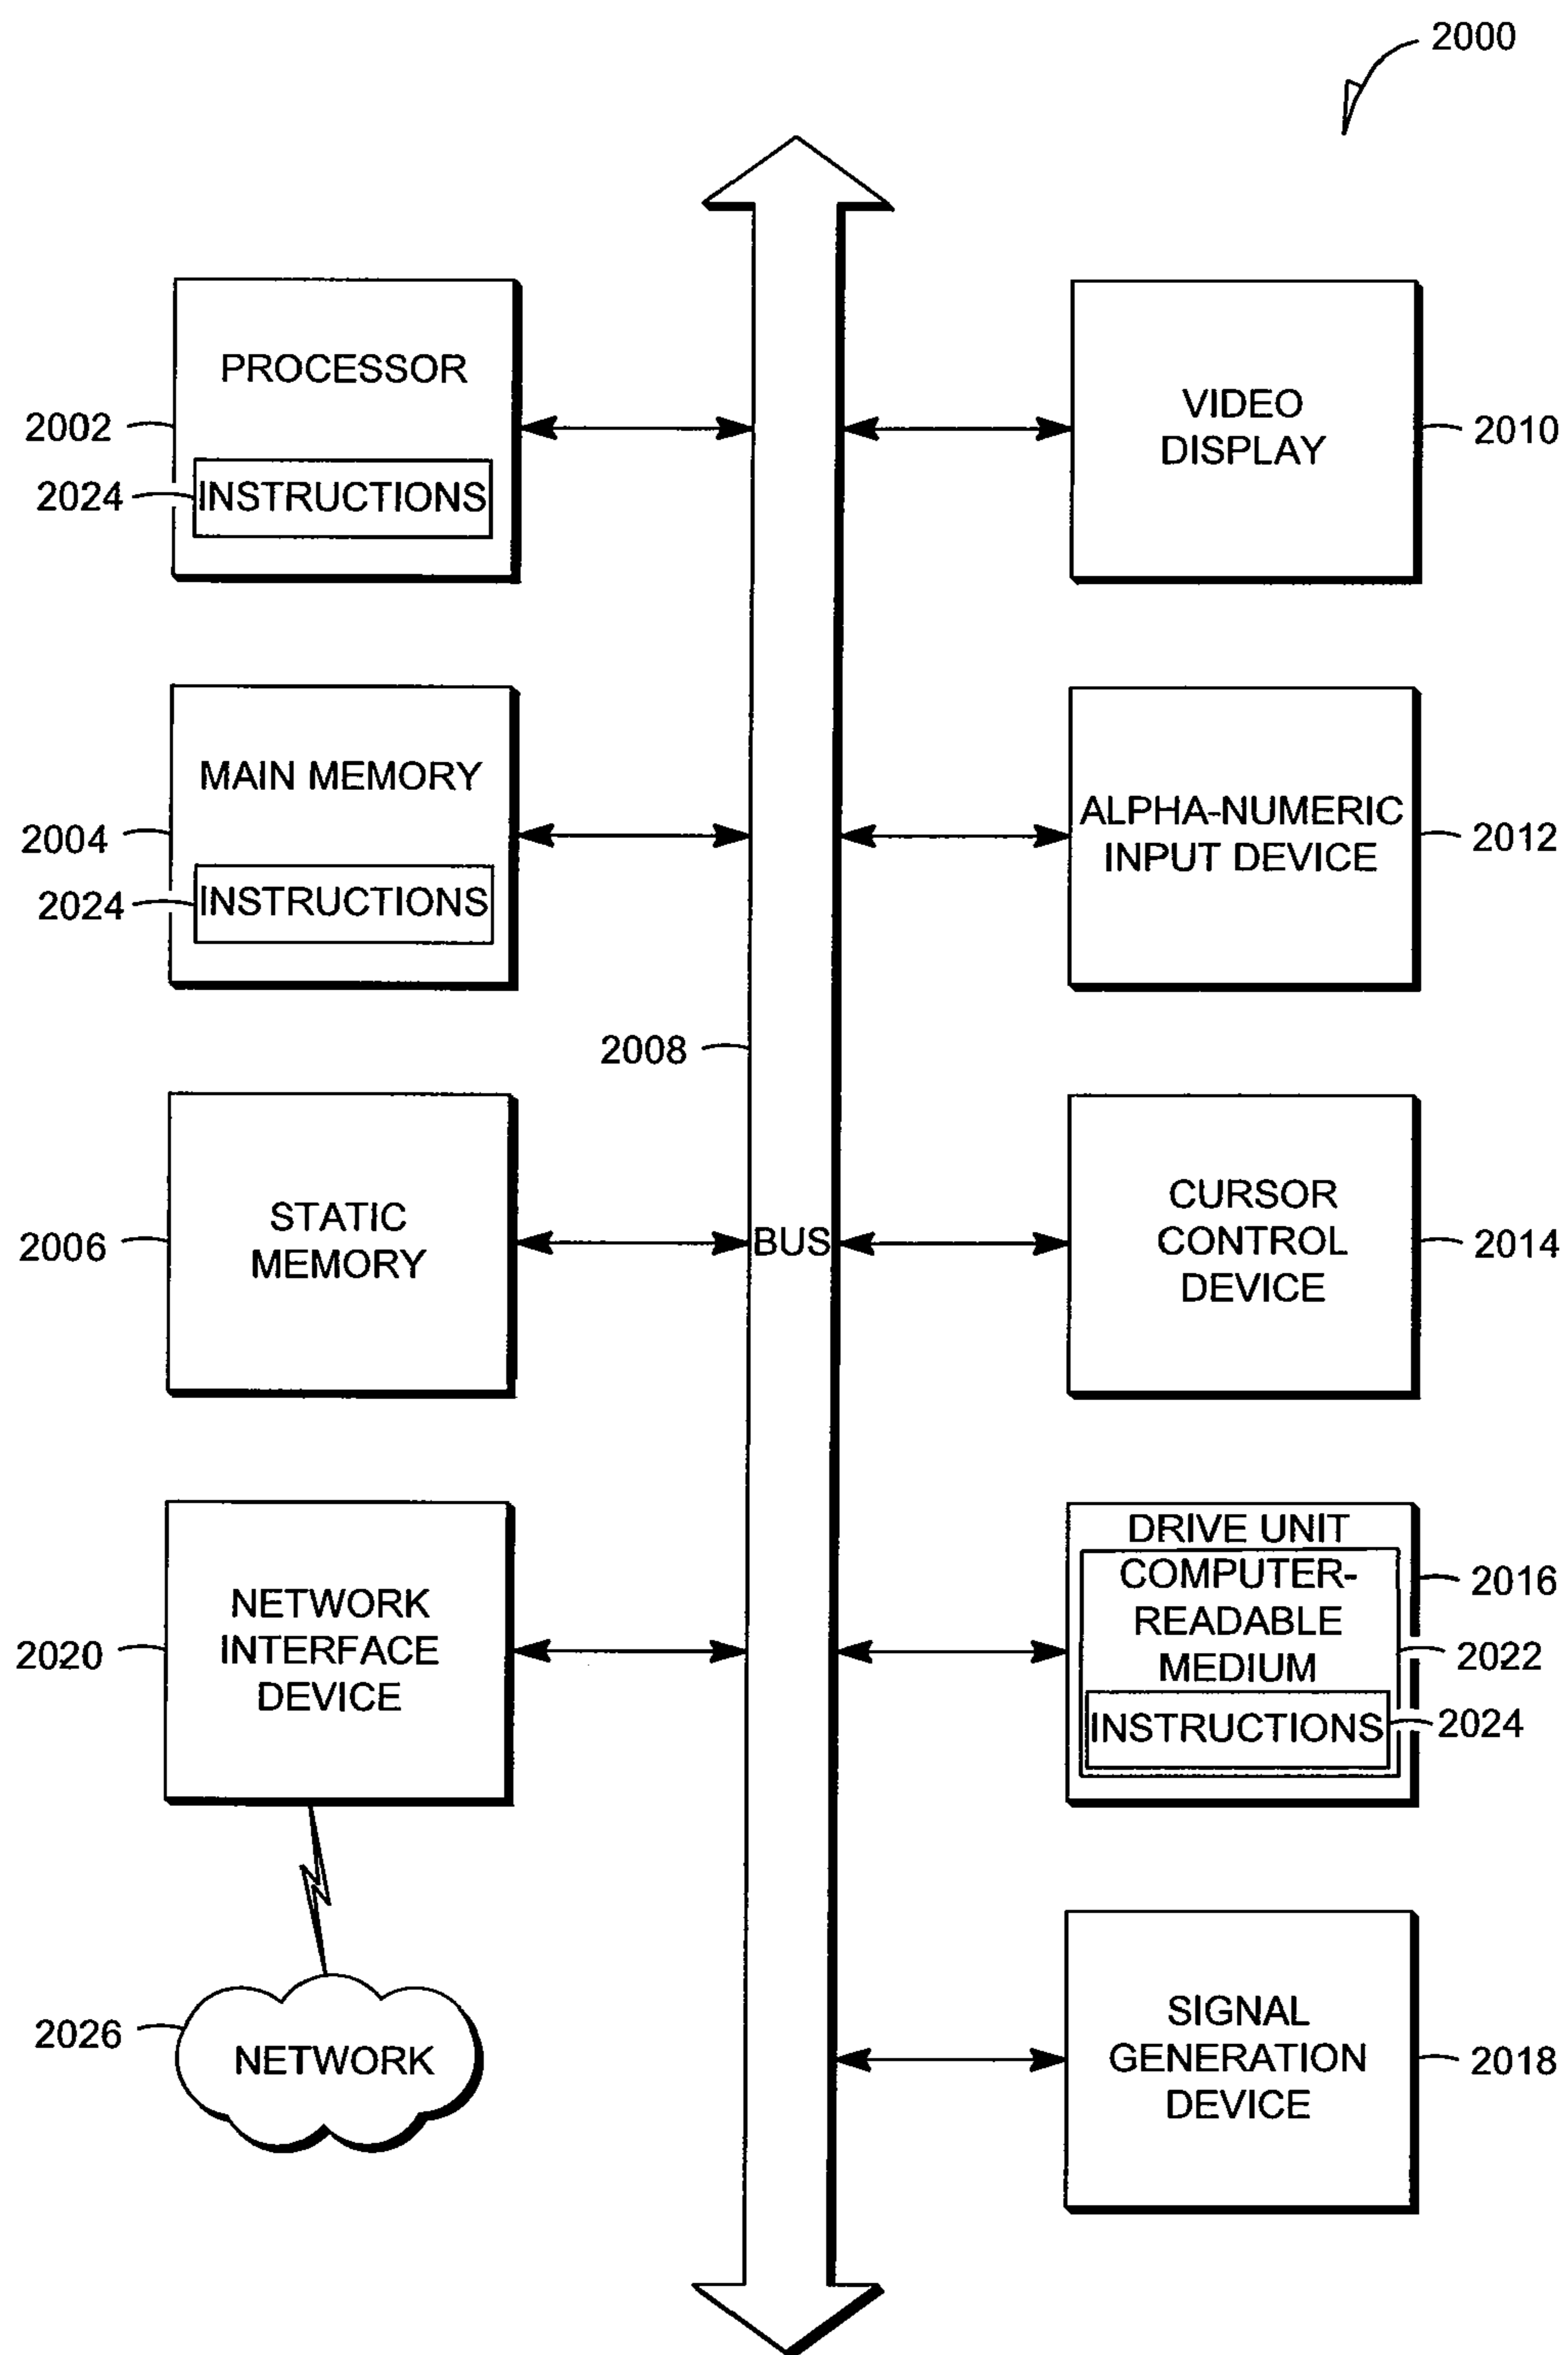 2000
PROCESSOR
2002
2024
INSTRUCTIONS
VIDEO
DISPLAY
2010
MAIN MEMORY
2004
2024
INSTRUCTIONS
ALPHA-NUMERIC
INPUT DEVICE
2012
2008
BUS
STATIC
MEMORY
2006
CURSOR
CONTROL
DEVICE
2014
NETWORK
INTERFACE
DEVICE
2020
DRIVE UNIT
COMPUTER-
READABLE
MEDIUM
INSTRUCTIONS
2016
2022
2024
2026
NETWORK
SIGNAL
GENERATION
DEVICE
2018